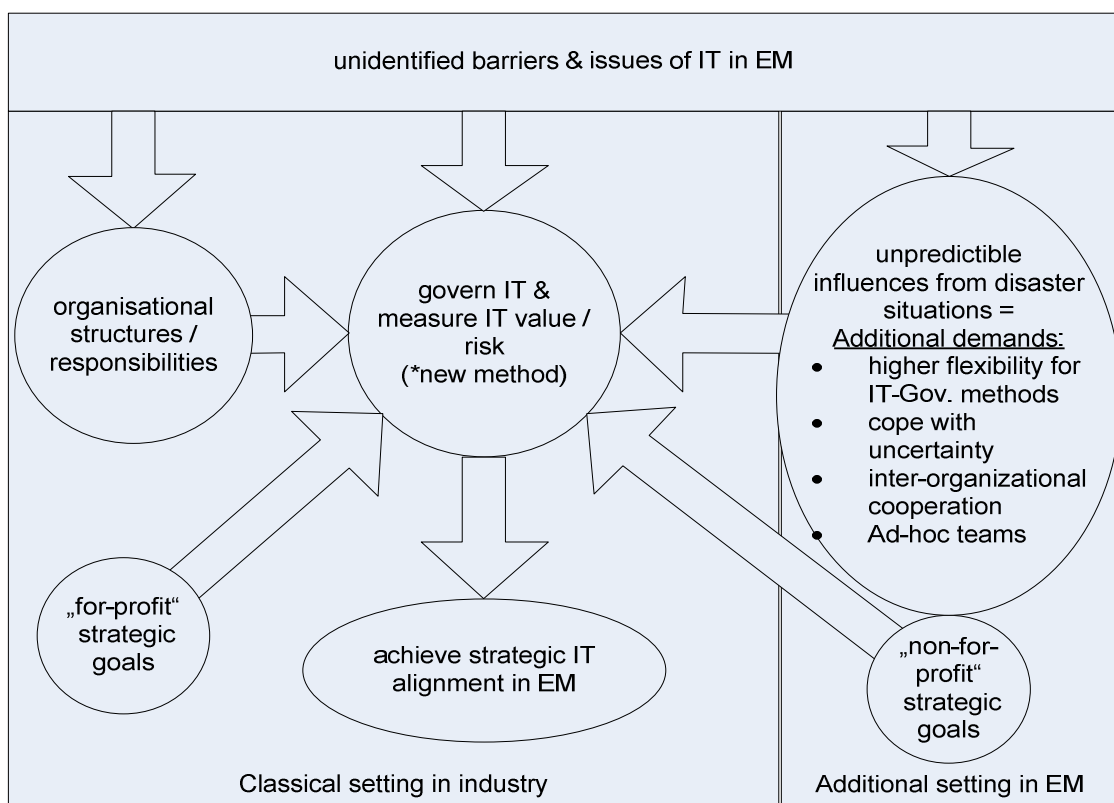 unidentified barriers & issues of IT in EM
organisational
structures /
responsibilities
govern IT &
measure IT value /
risk
(*new method)
unpredictible
influences from disaster
situations =
Additional demands:
• higher flexibility for
IT-Gov. methods
• cope with
uncertainty
• inter-organizational
cooperation
• Ad-hoc teams
„for-profit“
strategic
goals
achieve strategic IT
alignment in EM
„non-for-
profit“
strategic
goals
Classical setting in industry
Additional setting in EM